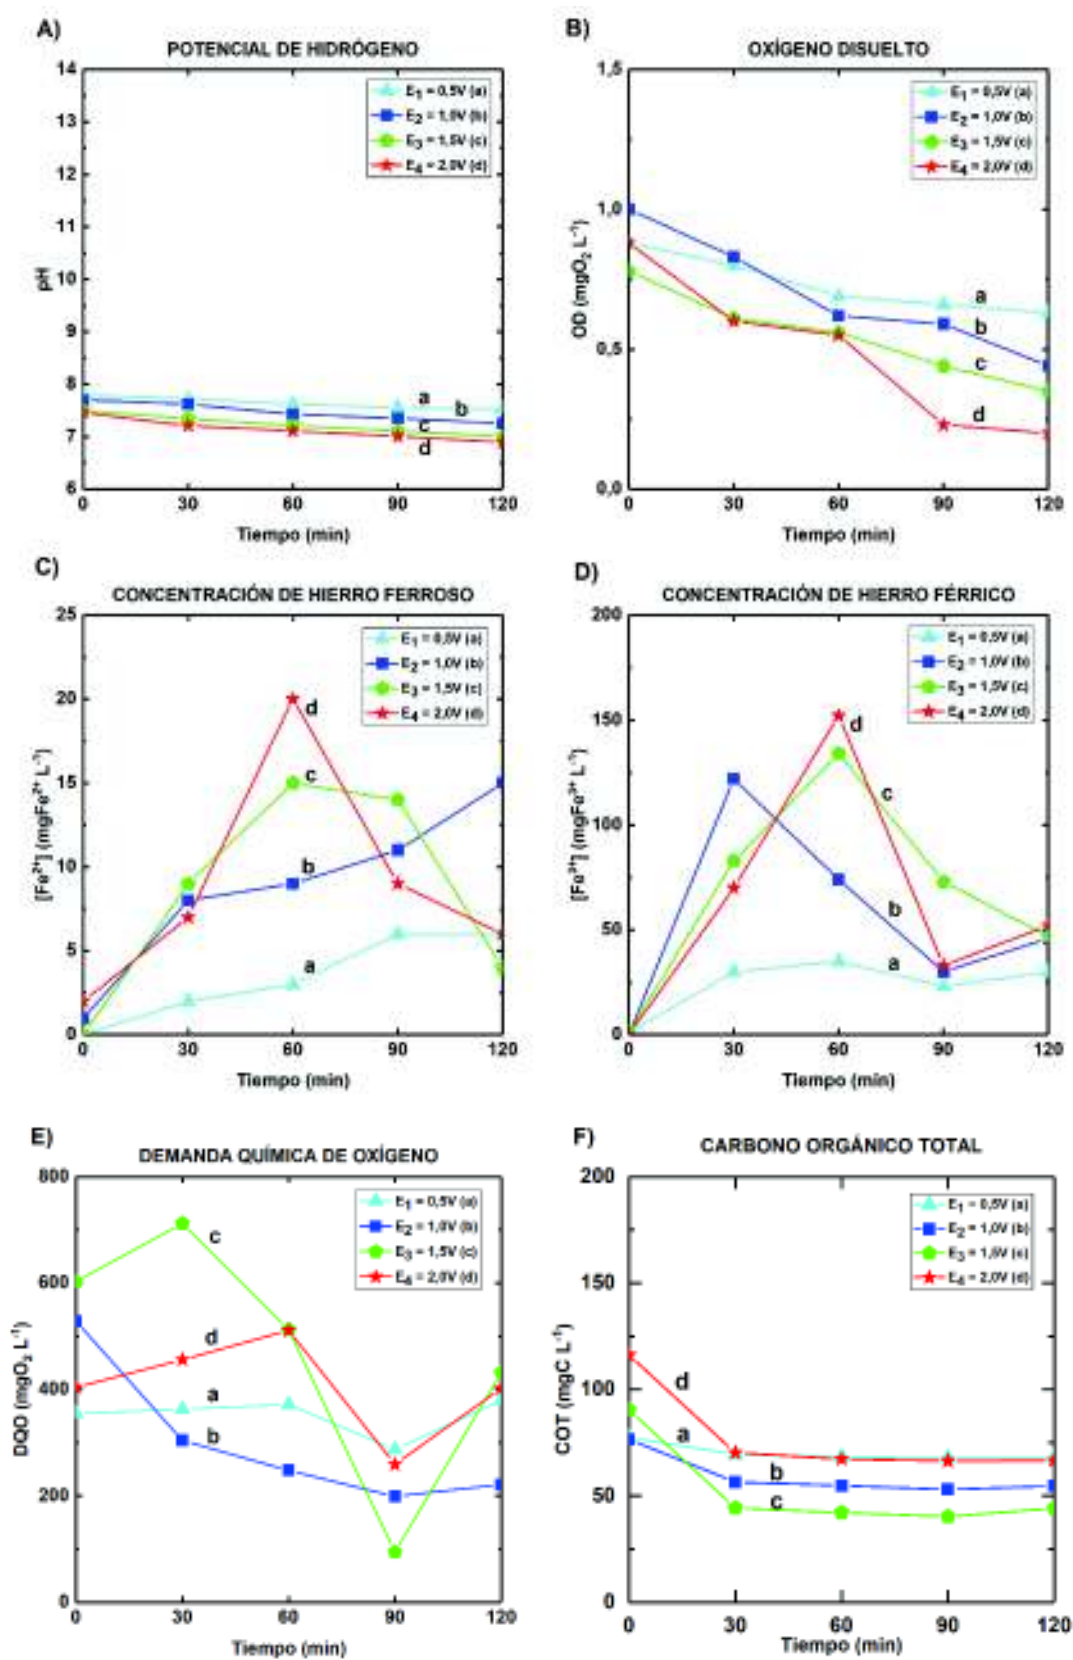 A)
POTENCIAL DE HIDRÓGENO
14
13
12
11
10
9
8
7
6
pH
E1 = 0,5V (a)
E2 = 1,0V (b)
E3 = 1,5V (c)
E4 = 2,0V (d)
a
b
c
d
0 30 60 90 120
Tiempo (min)
B)
OXÍGENO DISUELTO
1,5
1,0
0,5
0,0
OD (mgO2 L-1)
E1 = 0,5V (a)
E2 = 1,0V (b)
E3 = 1,5V (c)
E4 = 2,0V (d)
a
b
c
d
0 30 60 90 120
Tiempo (min)
C)
CONCENTRACIÓN DE HIERRO FERROSO
25
20
15
10
5
0
[Fe2+] (mgFe2+ L-1)
E1 = 0,5V (a)
E2 = 1,0V (b)
E3 = 1,5V (c)
E4 = 2,0V (d)
d
c
b
a
0 30 60 90 120
Tiempo (min)
D)
CONCENTRACIÓN DE HIERRO FÉRRICO
200
150
100
50
0
[Fe3+] (mgFe3+ L-1)
E1 = 0,5V (a)
E2 = 1,0V (b)
E3 = 1,5V (c)
E4 = 2,0V (d)
d
c
b
a
0 30 60 90 120
Tiempo (min)
E)
DEMANDA QUÍMICA DE OXÍGENO
800
600
400
200
0
DQO (mgO2 L-1)
E1 = 0,5V (a)
E2 = 1,0V (b)
E3 = 1,5V (c)
E4 = 2,0V (d)
c
d
a
b
0 30 60 90 120
Tiempo (min)
F)
CARBONO ORGÁNICO TOTAL
200
150
100
50
0
COT (mgC L-1)
E1 = 0,5V (a)
E2 = 1,0V (b)
E3 = 1,5V (c)
E4 = 2,0V (d)
d
a
b
c
0 30 60 90 120
Tiempo (min)